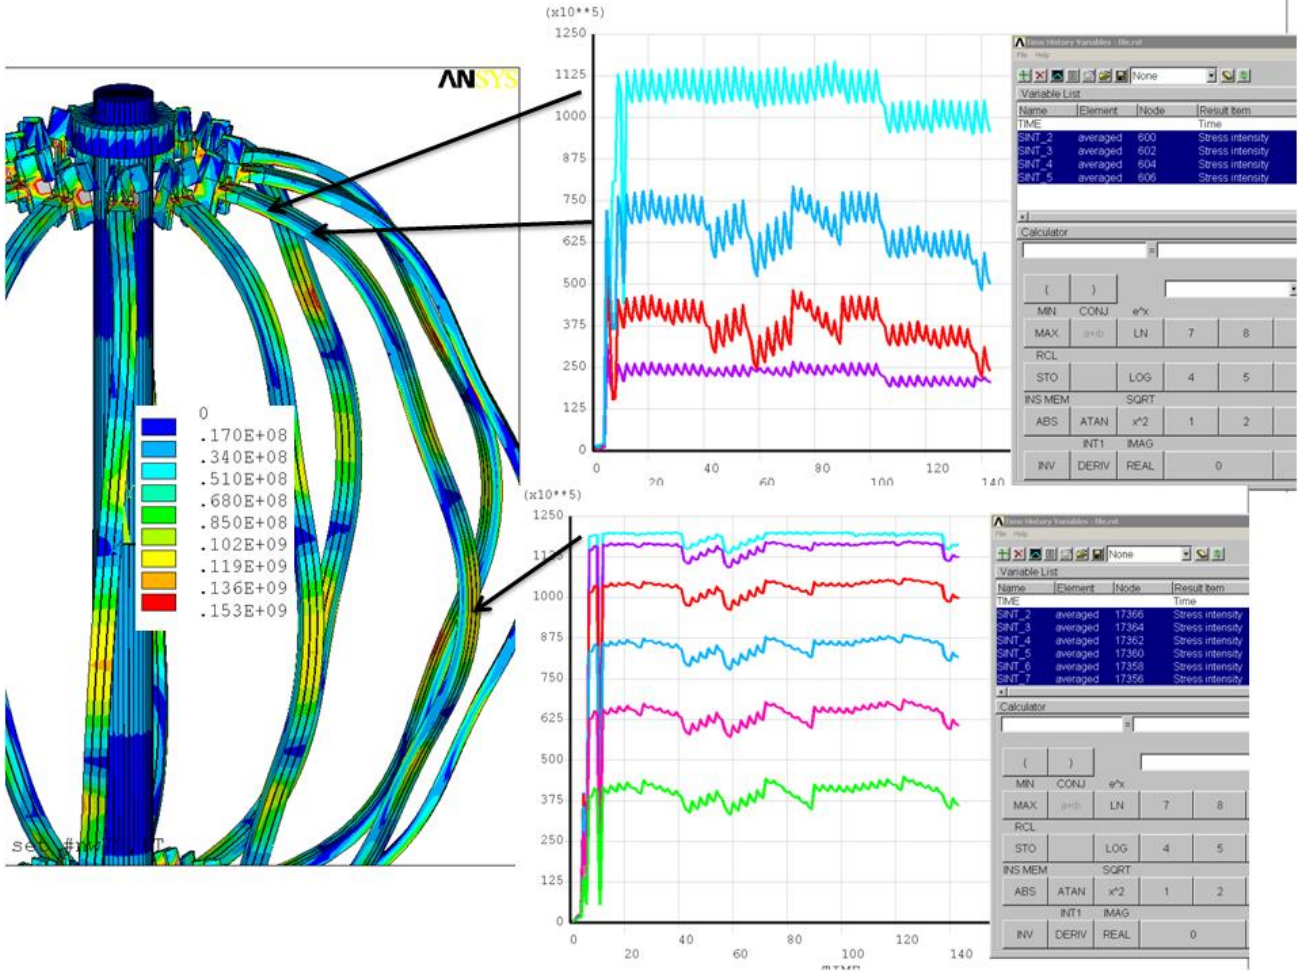 (x10**5)
1250
1125
1000
875
750
625
500
375
250
125
0
0
20
40
60
80
100
120
140
ANSYS
Time History Variables - file.rst
File Help
None
Variable List
Name Element Node Result Item
TIME Time
SINT_2 averaged 600 Stress intensity
SINT_3 averaged 602 Stress intensity
SINT_4 averaged 604 Stress intensity
SINT_5 averaged 606 Stress intensity
Calculator
=
( )
MIN CONJ e^x
MAX a+ib LN 7 8
RCL
STO LOG 4 5
INS MEM SQRT
ABS ATAN x^2 1 2
INT1 IMAG
INV DERIV REAL 0
0
.170E+08
.340E+08
.510E+08
.680E+08
.850E+08
.102E+09
.119E+09
.136E+09
.153E+09
(x10**5)
1250
1125
1000
875
750
625
500
375
250
125
0
0
20
40
60
80
100
120
140
TIME
Time History Variables - file.rst
File Help
None
Variable List
Name Element Node Result Item
TIME Time
SINT_2 averaged 17366 Stress intensity
SINT_3 averaged 17364 Stress intensity
SINT_4 averaged 17362 Stress intensity
SINT_5 averaged 17360 Stress intensity
SINT_6 averaged 17358 Stress intensity
SINT_7 averaged 17356 Stress intensity
Calculator
=
( )
MIN CONJ e^x
MAX a+ib LN 7 8
RCL
STO LOG 4 5
INS MEM SQRT
ABS ATAN x^2 1 2
INT1 IMAG
INV DERIV REAL 0